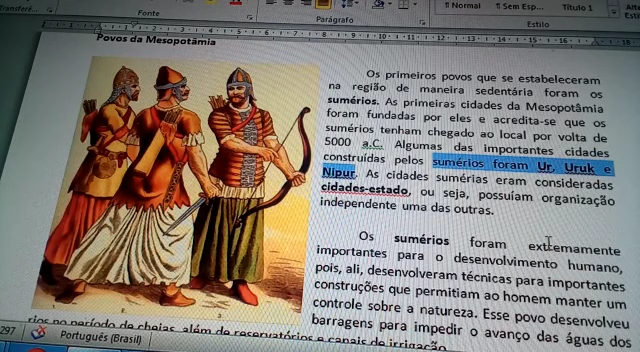 Fonte
Parágrafo
Estilo
¶ Normal
¶ Sem Esp...
Título 1
Povos da Mesopotâmia
Os primeiros povos que se estabeleceram
na região de maneira sedentária foram os
sumérios. As primeiras cidades da Mesopotâmia
foram fundadas por eles e acredita-se que os
sumérios tenham chegado ao local por volta de
5000 a.C. Algumas das importantes cidades
construídas pelos sumérios foram Ur, Uruk e
Nipur. As cidades sumérias eram consideradas
cidades-estado, ou seja, possuíam organização
independente uma das outras.
Os sumérios foram extremamente
importantes para o desenvolvimento humano,
pois, ali, desenvolveram técnicas para importantes
construções que permitiam ao homem manter um
controle sobre a natureza. Esse povo desenvolveu
barragens para impedir o avanço das águas dos
rios no período de cheias, além de reservatórios e canais de irrigação
297
Português (Brasil)